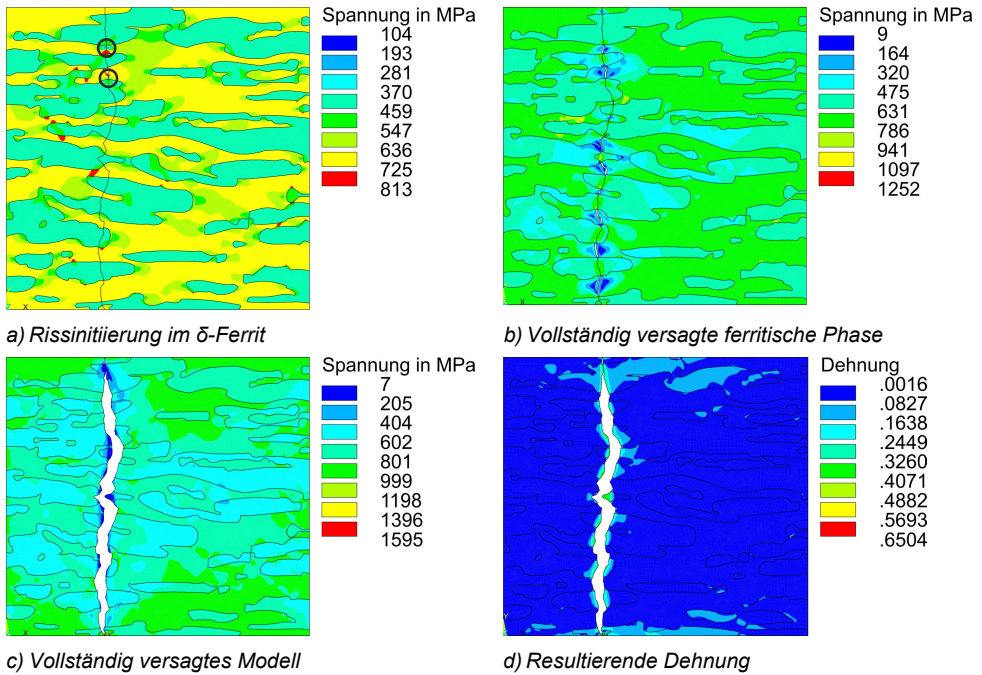 Spannung in MPa
104
193
281
370
459
547
636
725
813
X
a) Rissinitiierung im δ-Ferrit
Spannung in MPa
9
164
320
475
631
786
941
1097
1252
X
b) Vollständig versagte ferritische Phase
Spannung in MPa
7
205
404
602
801
999
1198
1396
1595
X
c) Vollständig versagtes Modell
Dehnung
.0016
.0827
.1638
.2449
.3260
.4071
.4882
.5693
.6504
Y
X
d) Resultierende Dehnung